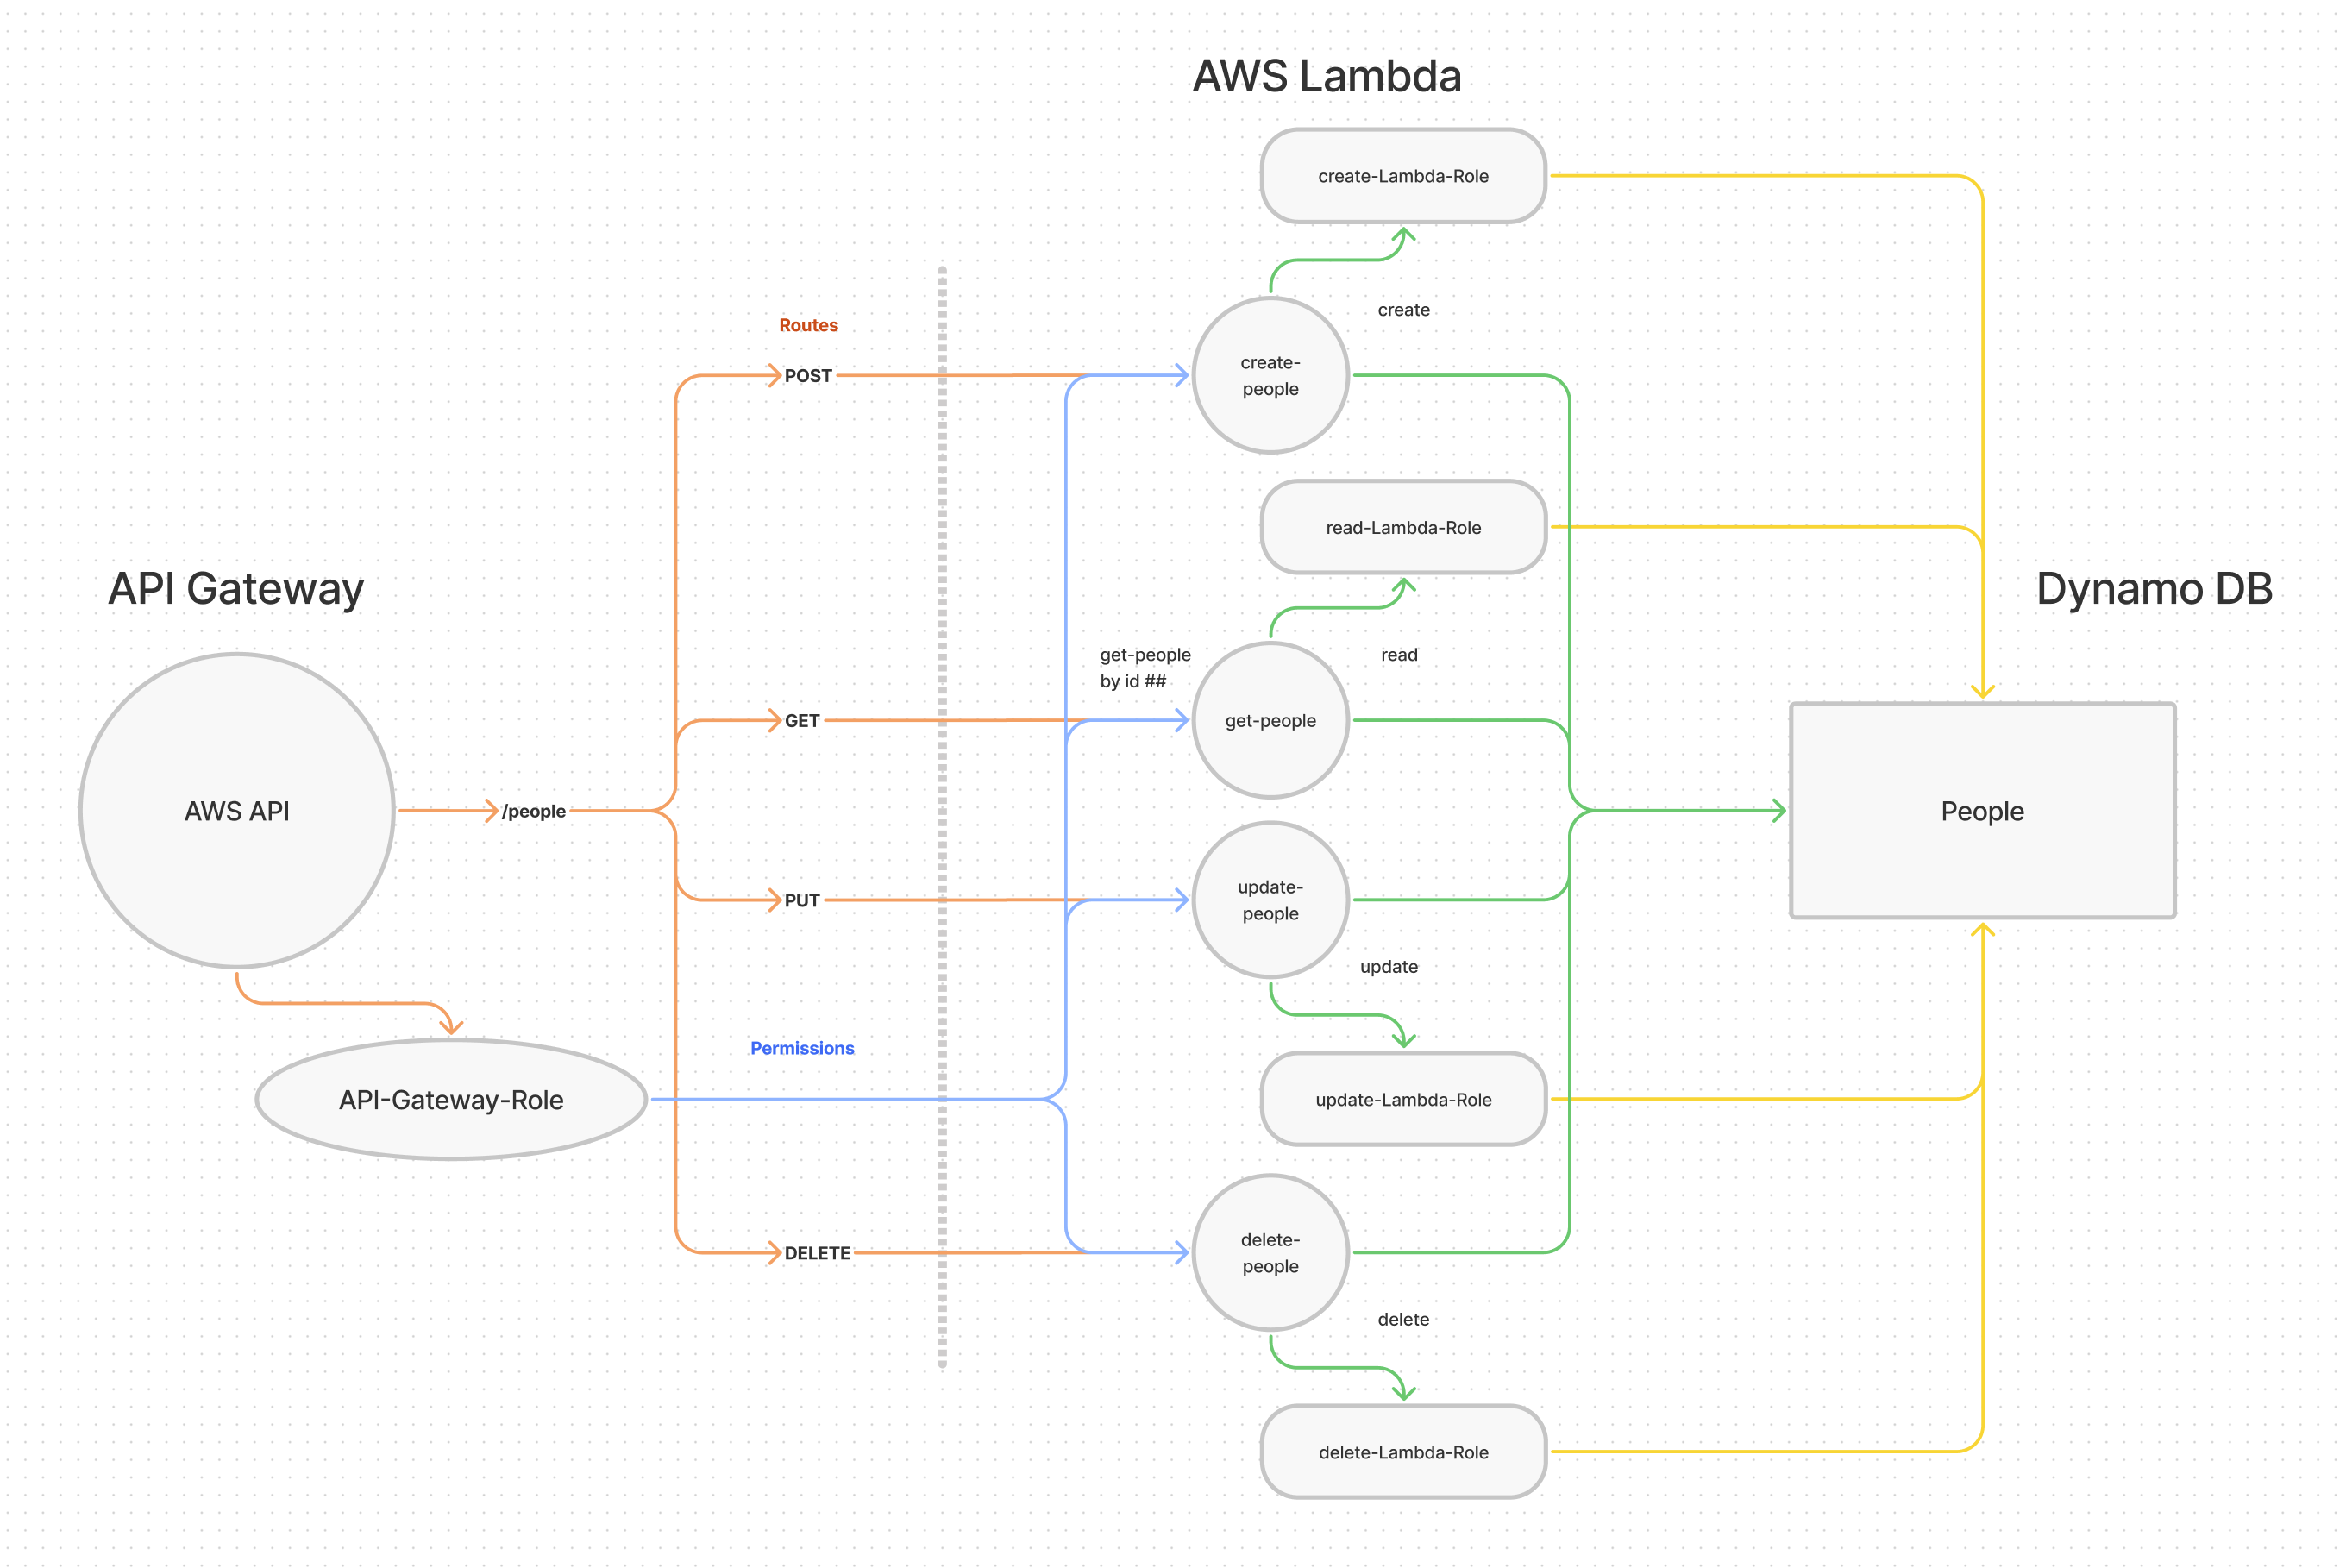 AWS Lambda
create-Lambda-Role
create
Routes
POST
create-
people
read-Lambda-Role
API Gateway
Dynamo DB
get-people
by id ##
read
GET
get-people
AWS API
/people
People
update-
people
PUT
update
Permissions
API-Gateway-Role
update-Lambda-Role
DELETE
delete-
people
delete
delete-Lambda-Role